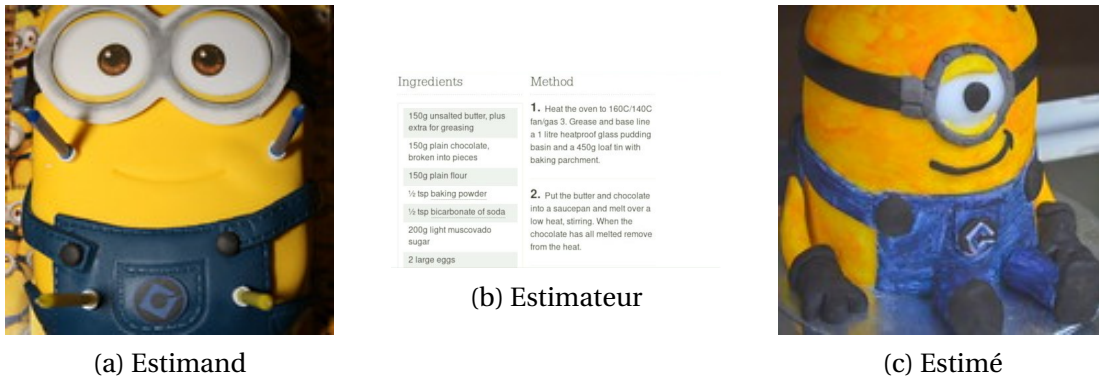 Ingredients
150g unsalted butter, plus
extra for greasing
150g plain chocolate,
broken into pieces
150g plain flour
½ tsp baking powder
½ tsp bicarbonate of soda
200g light muscovado
sugar
2 large eggs
Method
1. Heat the oven to 160C/140C
fan/gas 3. Grease and base line
a 1 litre heatproof glass pudding
basin and a 450g loaf tin with
baking parchment.
2. Put the butter and chocolate
into a saucepan and melt over a
low heat, stirring. When the
chocolate has all melted remove
from the heat.
(a) Estimand
(b) Estimateur
(c) Estimé